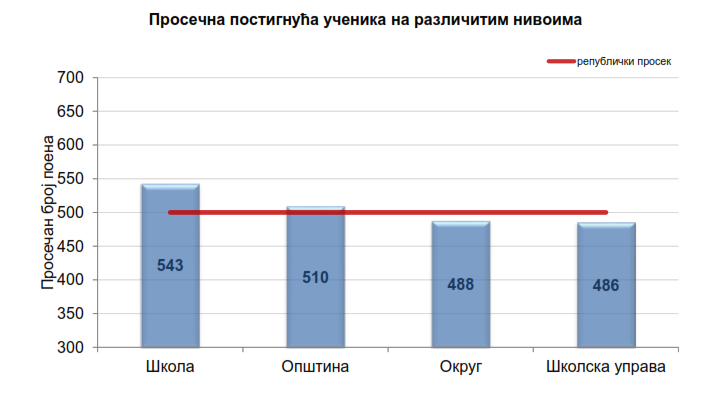 Просечна постигнућа ученика на различитим нивоима
републички просек
Просечан број поена
700
650
600
550
500
450
400
350
300
543
510
488
486
Школа
Општина
Округ
Школска управа